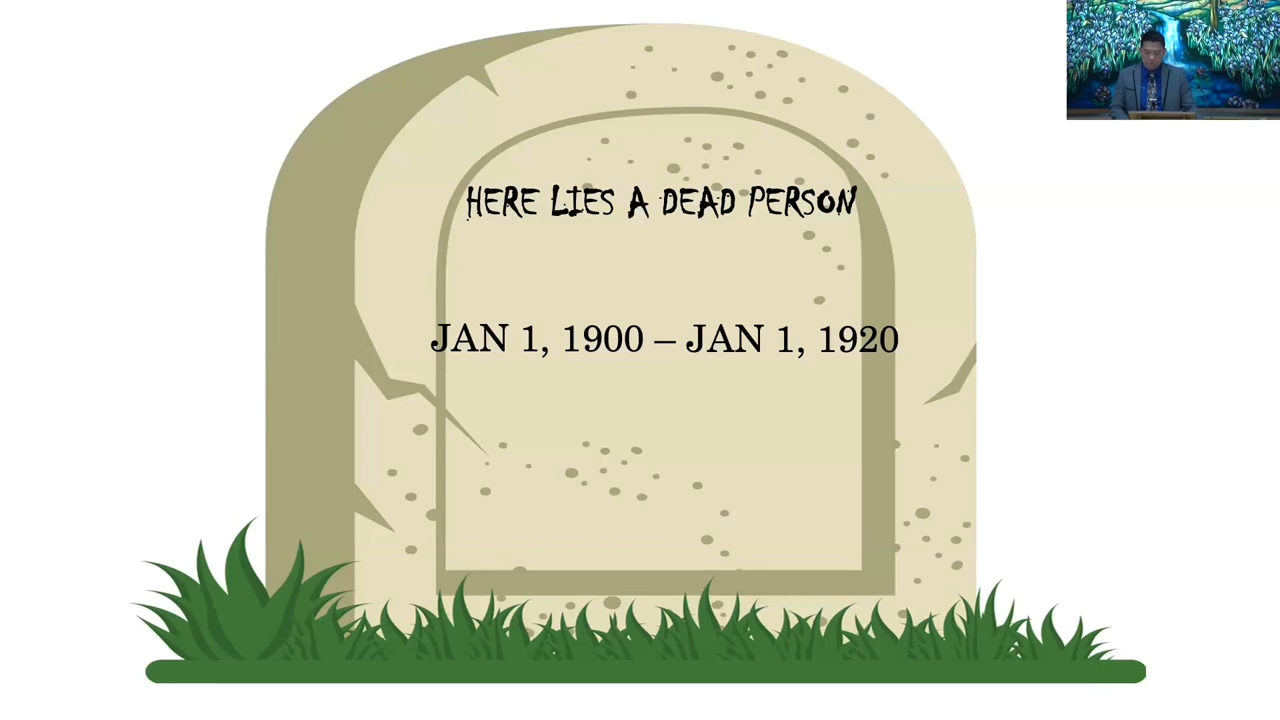 HERE LIES A DEAD PERSON
JAN 1, 1900 – JAN 1, 1920